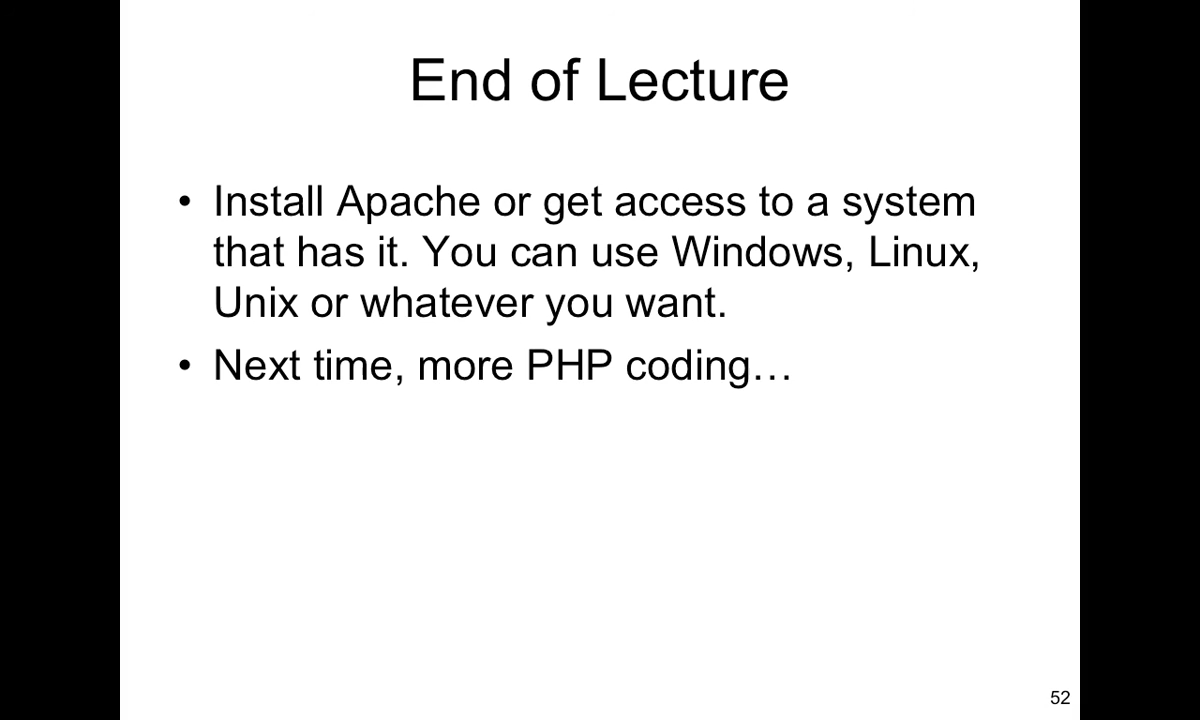 End of Lecture
• Install Apache or get access to a system
that has it. You can use Windows, Linux,
Unix or whatever you want.
• Next time, more PHP coding…
52